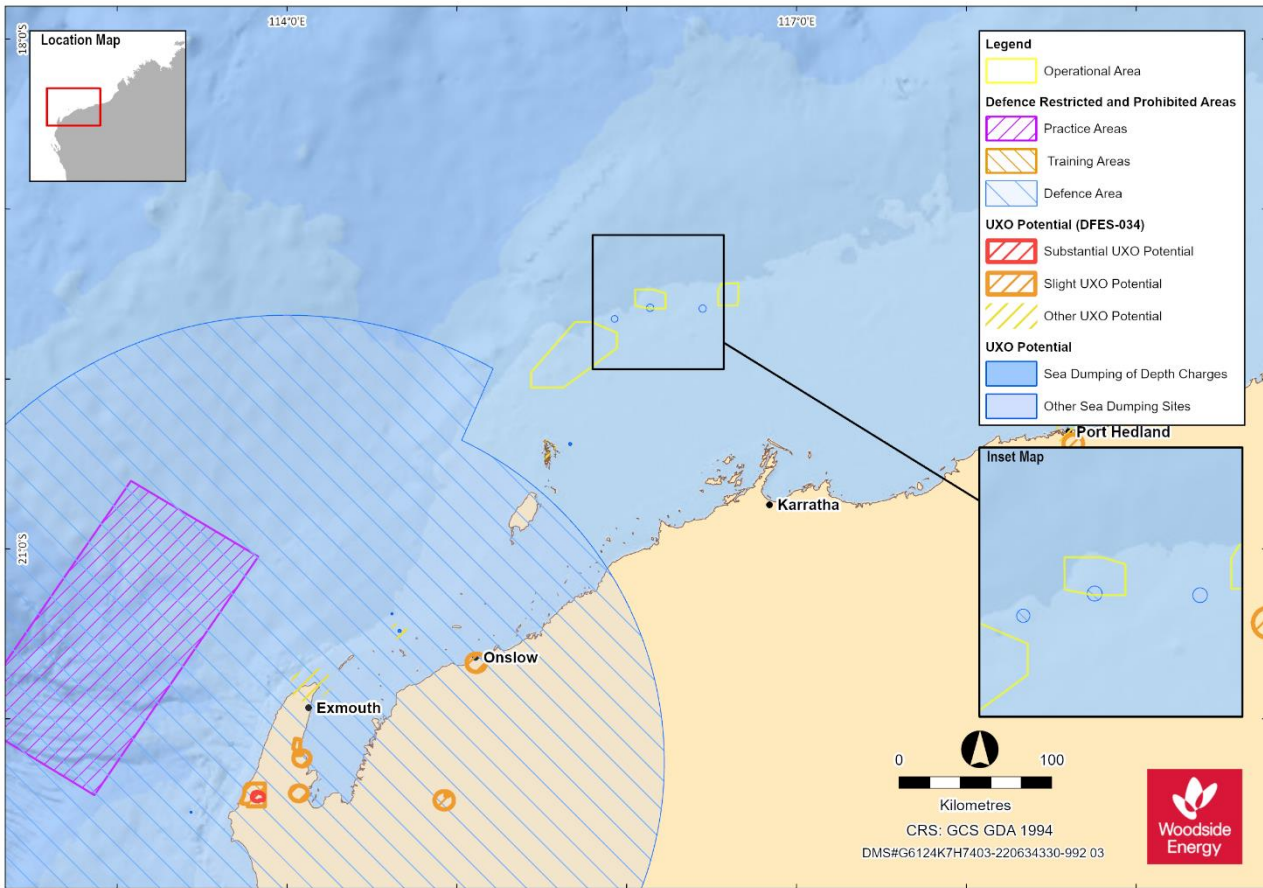 114°0'E
117°0'E
18°0'S
21°0'S
Location Map
Legend
Operational Area
Defence Restricted and Prohibited Areas
Practice Areas
Training Areas
Defence Area
UXO Potential (DFES-034)
Substantial UXO Potential
Slight UXO Potential
Other UXO Potential
UXO Potential
Sea Dumping of Depth Charges
Other Sea Dumping Sites
Port Hedland
Inset Map
Karratha
Onslow
Exmouth
0 100
Kilometres
CRS: GCS GDA 1994
DMS#G6124K7H7403-220634330-992 03
Woodside
Energy